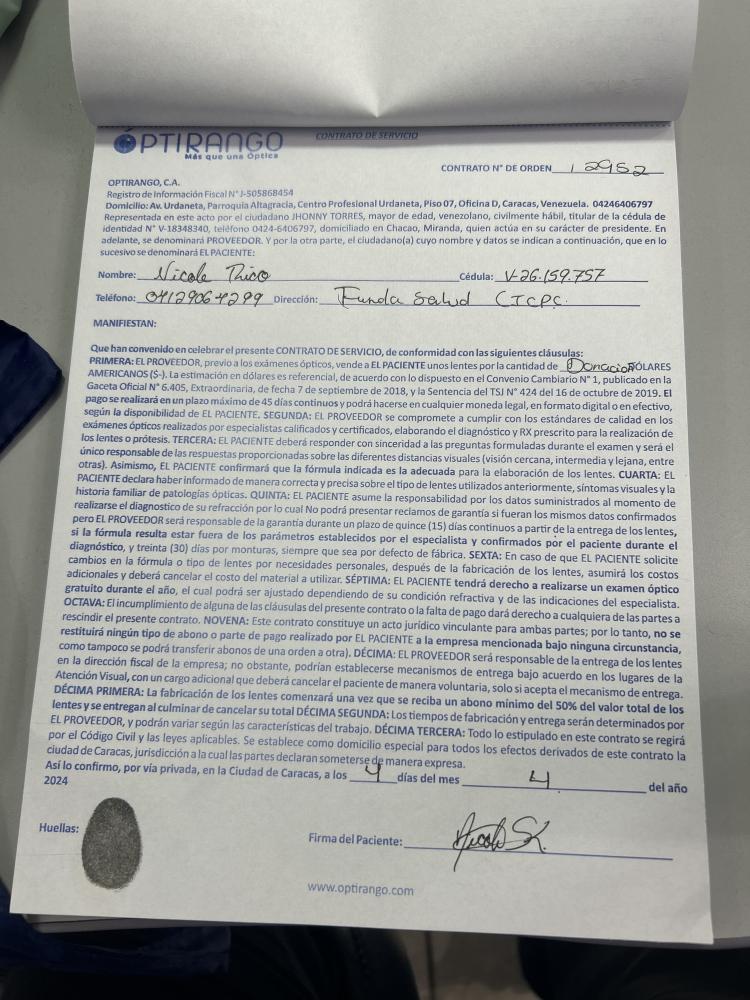 ÓPTIRANGO
Más que una Óptica
CONTRATO DE SERVICIO
CONTRATO N° DE ORDEN 12952
OPTIRANGO, C.A.
Registro de Información Fiscal N° J-505868454
Domicilio: Av. Urdaneta, Parroquia Altagracia, Centro Profesional Urdaneta, Piso 07, Oficina D, Caracas, Venezuela. 04246406797
Representada en este acto por el ciudadano JHONNY TORRES, mayor de edad, venezolano, civilmente hábil, titular de la cédula de
identidad N° V-18348340, teléfono 0424-6406797, domiciliado en Chacao, Miranda, quien actúa en su carácter de presidente. En
adelante, se denominará PROVEEDOR. Y por la otra parte, el ciudadano(a) cuyo nombre y datos se indican a continuación, que en lo
sucesivo se denominará EL PACIENTE:
Nombre: Nicole Cédula: V-26.159.757
Teléfono: 04129064299 Dirección: Funda Salud CTCPC.
MANIFIESTAN:
Que han convenido en celebrar el presente CONTRATO DE SERVICIO, de conformidad con las siguientes cláusulas:
PRIMERA: EL PROVEEDOR, previo a los exámenes ópticos, vende a EL PACIENTE unos lentes por la cantidad de Donación DÓLARES
AMERICANOS ($-). La estimación en dólares es referencial, de acuerdo con lo dispuesto en el Convenio Cambiario N° 1, publicado en la
Gaceta Oficial N° 6.405, Extraordinaria, de fecha 7 de septiembre de 2018, y la Sentencia del TSJ N° 424 del 16 de octubre de 2019. El
pago se realizará en un plazo máximo de 45 días continuos y podrá hacerse en cualquier moneda legal, en formato digital o en efectivo,
según la disponibilidad de EL PACIENTE. SEGUNDA: EL PROVEEDOR se compromete a cumplir con los estándares de calidad en los
exámenes ópticos realizados por especialistas calificados y certificados, elaborando el diagnóstico y RX prescrito para la realización de
los lentes o prótesis. TERCERA: EL PACIENTE deberá responder con sinceridad a las preguntas formuladas durante el examen y será el
único responsable de las respuestas proporcionadas sobre las diferentes distancias visuales (visión cercana, intermedia y lejana, entre
otras). Asimismo, EL PACIENTE confirmará que la fórmula indicada es la adecuada para la elaboración de los lentes. CUARTA: EL
PACIENTE declara haber informado de manera correcta y precisa sobre el tipo de lentes utilizados anteriormente, síntomas visuales y la
historia familiar de patologías ópticas. QUINTA: EL PACIENTE asume la responsabilidad por los datos suministrados al momento de
realizarse el diagnostico de su refracción por lo cual No podrá presentar reclamos de garantía si fueran los mismos datos confirmados
pero EL PROVEEDOR será responsable de la garantía durante un plazo de quince (15) días continuos a partir de la entrega de los lentes,
si la fórmula resulta estar fuera de los parámetros establecidos por el especialista y confirmados por el paciente durante el
diagnóstico, y treinta (30) días por monturas, siempre que sea por defecto de fábrica. SEXTA: En caso de que EL PACIENTE solicite
cambios en la fórmula o tipo de lentes por necesidades personales, después de la fabricación de los lentes, asumirá los costos
adicionales y deberá cancelar el costo del material a utilizar. SÉPTIMA: EL PACIENTE tendrá derecho a realizarse un examen óptico
gratuito durante el año, el cual podrá ser ajustado dependiendo de su condición refractiva y de las indicaciones del especialista.
OCTAVA: El incumplimiento de alguna de las cláusulas del presente contrato o la falta de pago dará derecho a cualquiera de las partes a
rescindir el presente contrato. NOVENA: Este contrato constituye un acto jurídico vinculante para ambas partes; por lo tanto, no se
restituirá ningún tipo de abono o parte de pago realizado por EL PACIENTE a la empresa mencionada bajo ninguna circunstancia,
como tampoco se podrá transferir abonos de una orden a otra). DÉCIMA: EL PROVEEDOR será responsable de la entrega de los lentes
en la dirección fiscal de la empresa; no obstante, podrían establecerse mecanismos de entrega bajo acuerdo en los lugares de la
Atención Visual, con un cargo adicional que deberá cancelar el paciente de manera voluntaria, solo si acepta el mecanismo de entrega.
DÉCIMA PRIMERA: La fabricación de los lentes comenzará una vez que se reciba un abono mínimo del 50% del valor total de los
lentes y se entregan al culminar de cancelar su total DÉCIMA SEGUNDA: Los tiempos de fabricación y entrega serán determinados por
EL PROVEEDOR, y podrán variar según las características del trabajo. DÉCIMA TERCERA: Todo lo estipulado en este contrato se regirá
por el Código Civil y las leyes aplicables. Se establece como domicilio especial para todos los efectos derivados de este contrato la
ciudad de Caracas, jurisdicción a la cual las partes declaran someterse de manera expresa.
Así lo confirmo, por vía privada, en la Ciudad de Caracas, a los 4 días del mes 4 del año
2024
Huellas:
Firma del Paciente:
www.optirango.com